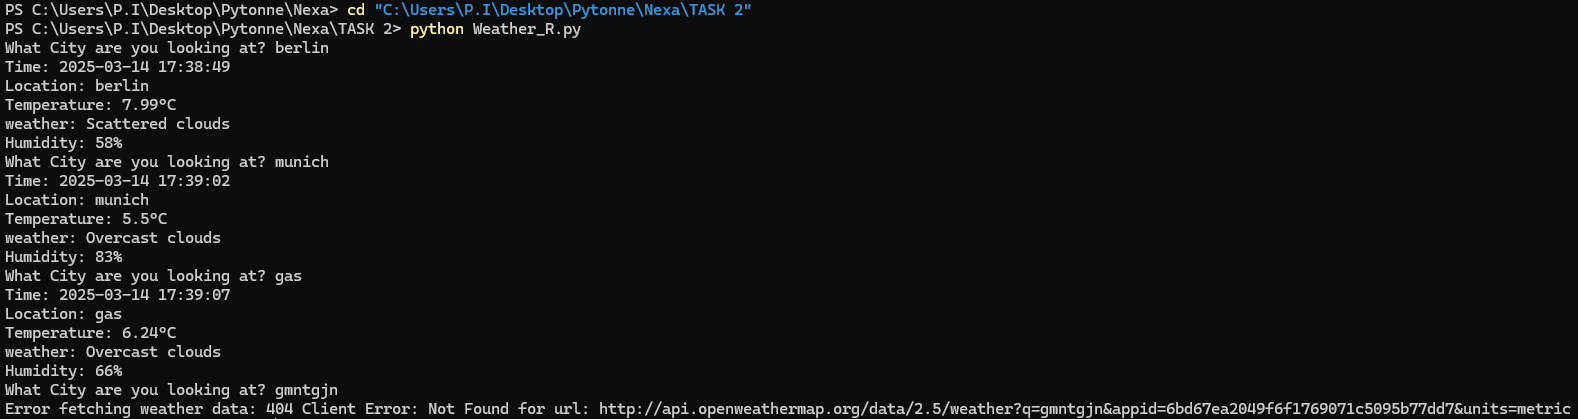 PS C:\Users\P.I\Desktop\Pytonne\Nexa> cd "C:\Users\P.I\Desktop\Pytonne\Nexa\TASK 2"
PS C:\Users\P.I\Desktop\Pytonne\Nexa\TASK 2> python Weather_R.py
What City are you looking at? berlin
Time: 2025-03-14 17:38:49
Location: berlin
Temperature: 7.99°C
weather: Scattered clouds
Humidity: 58%
What City are you looking at? munich
Time: 2025-03-14 17:39:02
Location: munich
Temperature: 5.5°C
weather: Overcast clouds
Humidity: 83%
What City are you looking at? gas
Time: 2025-03-14 17:39:07
Location: gas
Temperature: 6.24°C
weather: Overcast clouds
Humidity: 66%
What City are you looking at? gmntgjn
Error fetching weather data: 404 Client Error: Not Found for url: http://api.openweathermap.org/data/2.5/weather?q=gmntgjn&appid=6bd67ea2049f6f1769071c5095b77dd7&units=metric